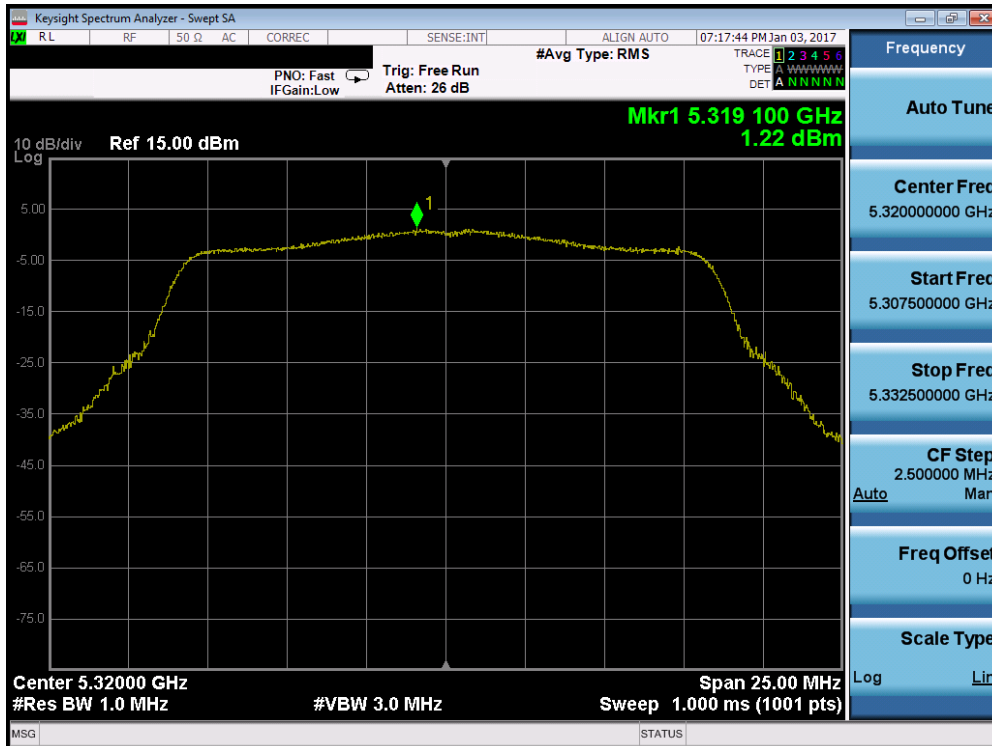 Keysight Spectrum Analyzer - Swept SA
LXI RL RF 50 Ω AC CORREC SENSE:INT ALIGN AUTO 07:17:44 PM Jan 03, 2017
#Avg Type: RMS
TRACE 1 2 3 4 5 6
TYPE A WWWWW
DET A N N N N N
PNO: Fast
IFGain:Low
Trig: Free Run
Atten: 26 dB
Mkr1 5.319 100 GHz
1.22 dBm
10 dB/div
Log
Ref 15.00 dBm
1
5.00
-5.00
-15.0
-25.0
-35.0
-45.0
-55.0
-65.0
-75.0
Center 5.32000 GHz
Span 25.00 MHz
#Res BW 1.0 MHz
#VBW 3.0 MHz
Sweep 1.000 ms (1001 pts)
MSG
STATUS
Frequency
Auto Tune
Center Freq
5.320000000 GHz
Start Freq
5.307500000 GHz
Stop Freq
5.332500000 GHz
CF Step
2.500000 MHz
Auto Man
Freq Offset
0 Hz
Scale Type
Log Lin